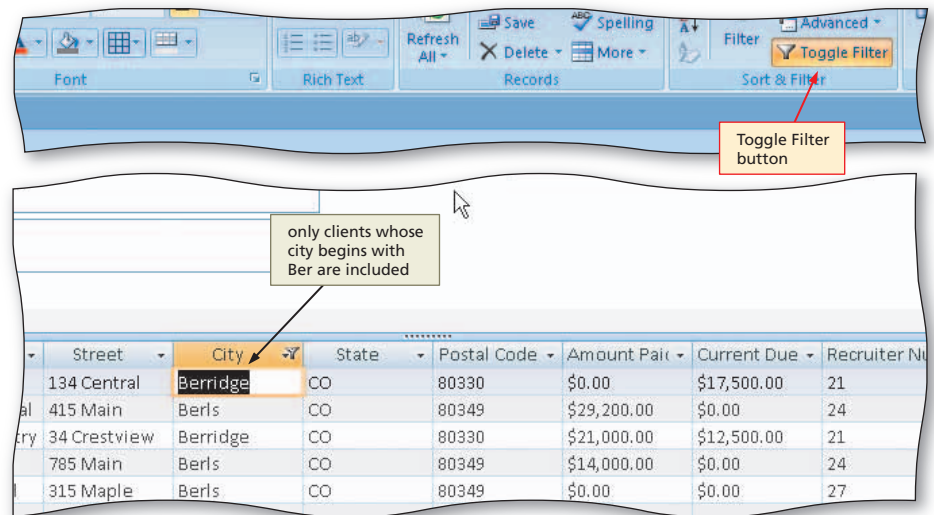 Save Spelling Advanced
Refresh All Delete More Filter Toggle Filter
Font Rich Text Records Sort & Filter
Toggle Filter
button
only clients whose
city begins with
Ber are included
Street City State Postal Code Amount Paid Current Due Recruiter Nu
134 Central Berridge CO 80330 $0.00 $17,500.00 21
al 415 Main Berls CO 80349 $29,200.00 $0.00 24
try 34 Crestview Berridge CO 80330 $21,000.00 $12,500.00 21
785 Main Berls CO 80349 $14,000.00 $0.00 24
315 Maple Berls CO 80349 $0.00 $0.00 27